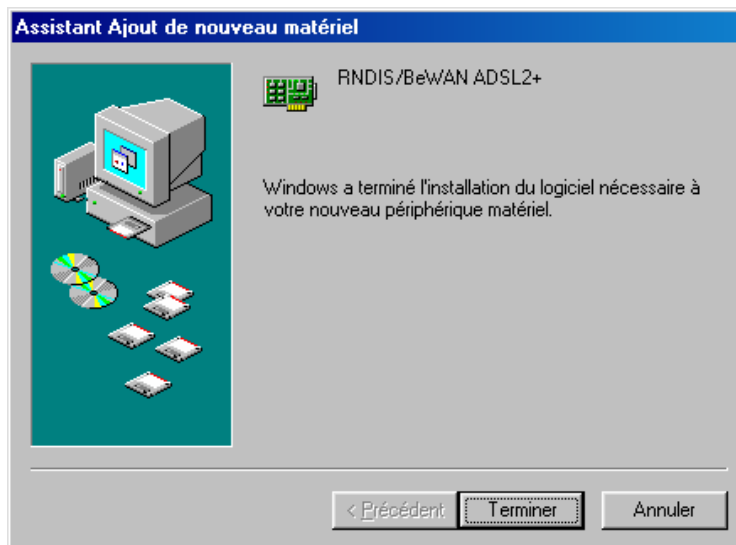 Assistant Ajout de nouveau matériel
RNDIS/BeWAN ADSL2+
Windows a terminé l'installation du logiciel nécessaire à
votre nouveau périphérique matériel.
< Précédent
Terminer
Annuler